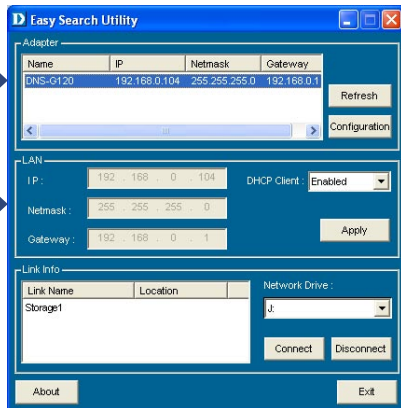 D Easy Search Utility
Adapter
Name IP Netmask Gateway
DNS-G120 192.168.0.104 255.255.255.0 192.168.0.1
Refresh
Configuration
LAN
IP : 192 . 168 . 0 . 104 DHCP Client : Enabled
Netmask : 255 . 255 . 255 . 0
Gateway : 192 . 168 . 0 . 1 Apply
Link Info
Link Name Location Network Drive :
Storage1 J:
Connect Disconnect
About Exit